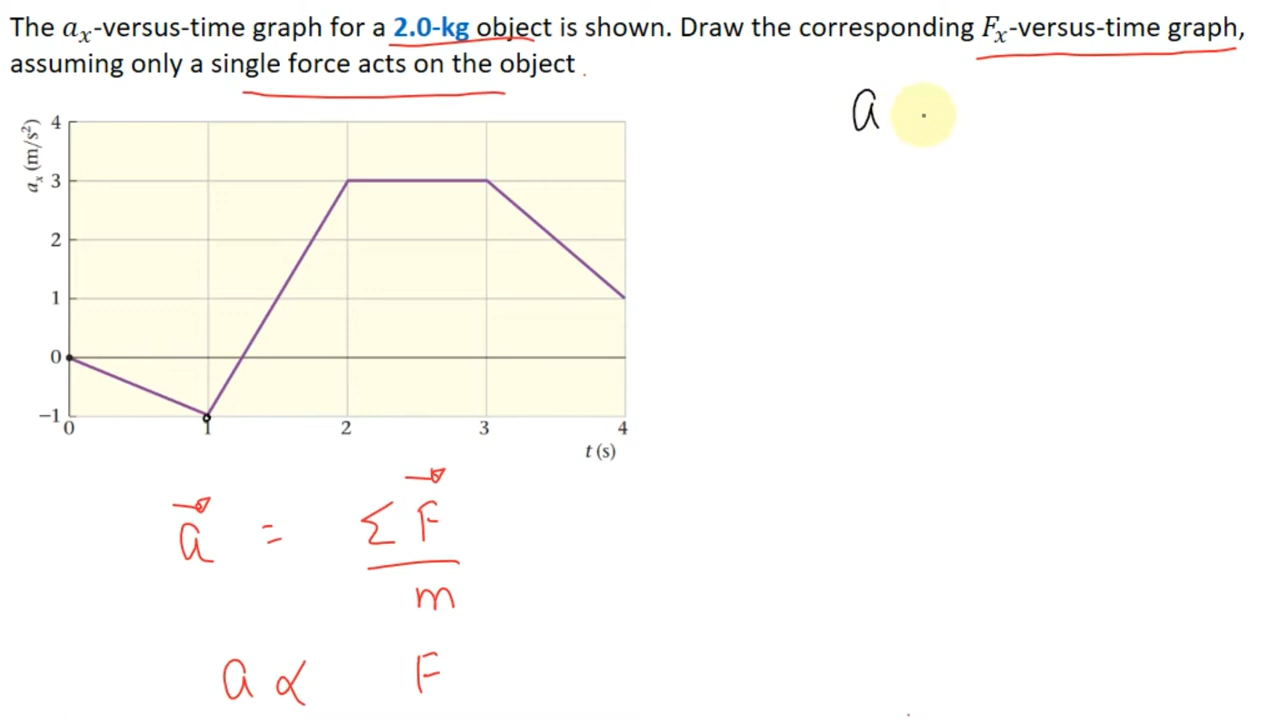 The aₓ-versus-time graph for a 2.0-kg object is shown. Draw the corresponding Fₓ-versus-time graph,
assuming only a single force acts on the object
a
4
3
2
1
0
−1
aₓ (m/s²)
0 1 2 3 4
t (s)
a⃗ = ΣF⃗
m
a ∝ F